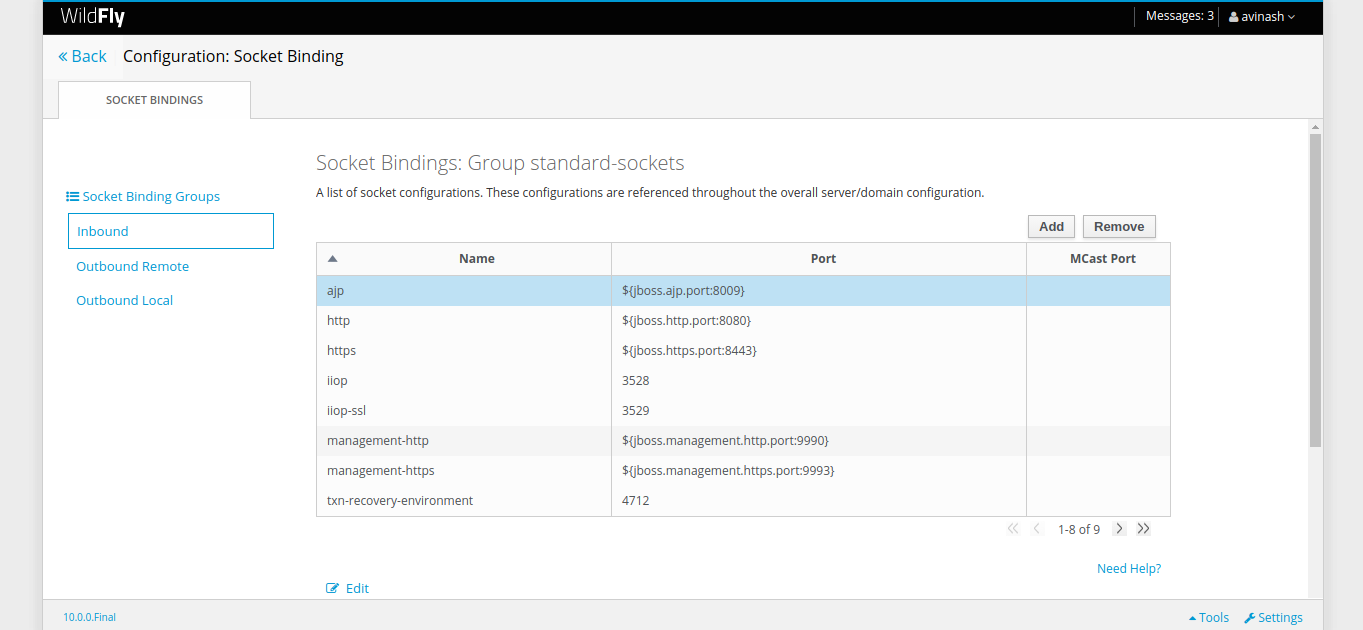 WildFly
Messages: 3
avinash
« Back
Configuration: Socket Binding
SOCKET BINDINGS
Socket Binding Groups
Inbound
Outbound Remote
Outbound Local
Socket Bindings: Group standard-sockets
A list of socket configurations. These configurations are referenced throughout the overall server/domain configuration.
Add Remove
Name Port MCast Port
ajp ${jboss.ajp.port:8009}
http ${jboss.http.port:8080}
https ${jboss.https.port:8443}
iiop 3528
iiop-ssl 3529
management-http ${jboss.management.http.port:9990}
management-https ${jboss.management.https.port:9993}
txn-recovery-environment 4712
1-8 of 9
Need Help?
Edit
10.0.0.Final
Tools
Settings